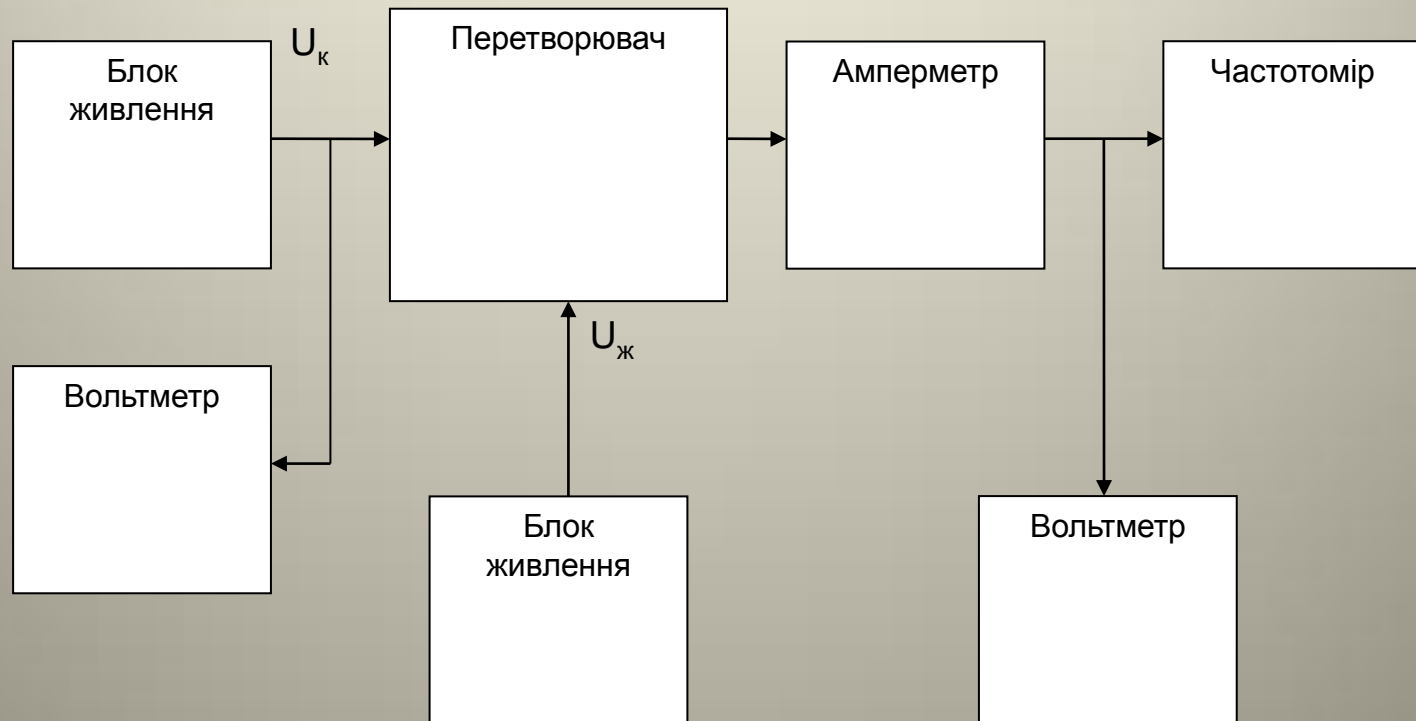 Блок
живлення
Uк
Перетворювач
Амперметр
Частотомір
Uж
Вольтметр
Блок
живлення
Вольтметр